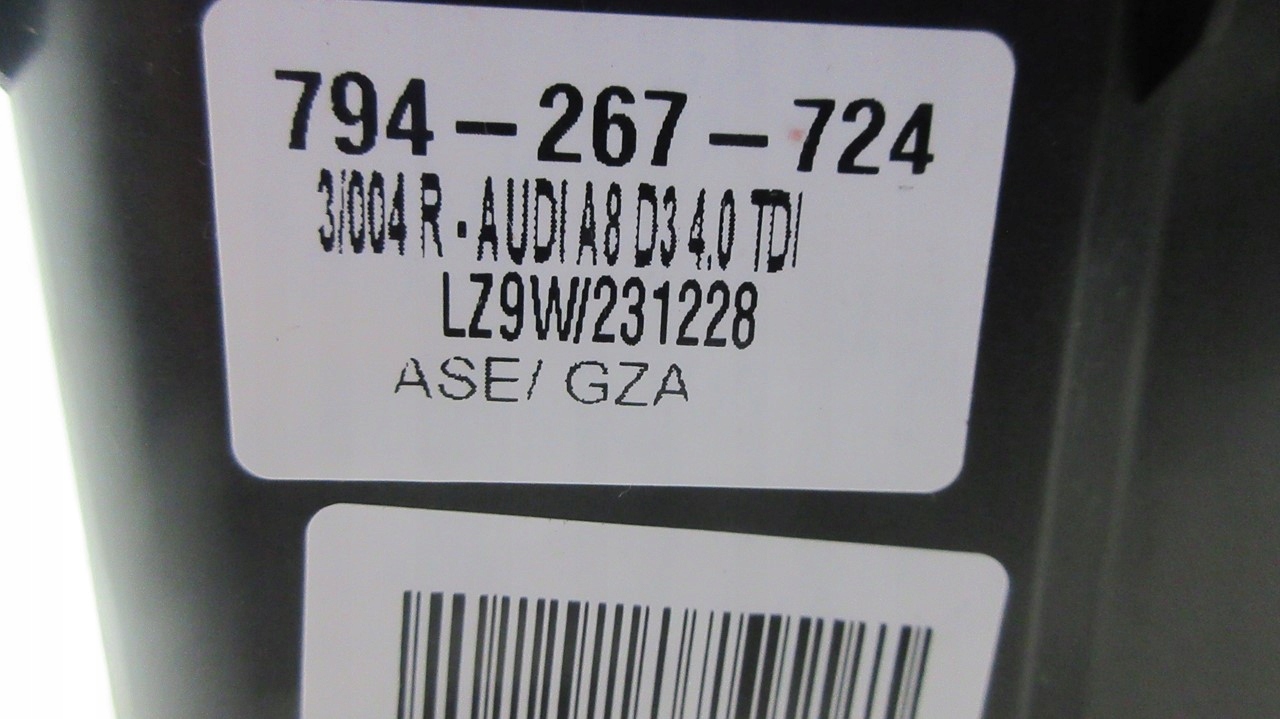 794-267-724
3/004 R - AUDI A8 D3 4.0 TDI
LZ9W/231228
ASE/ GZA